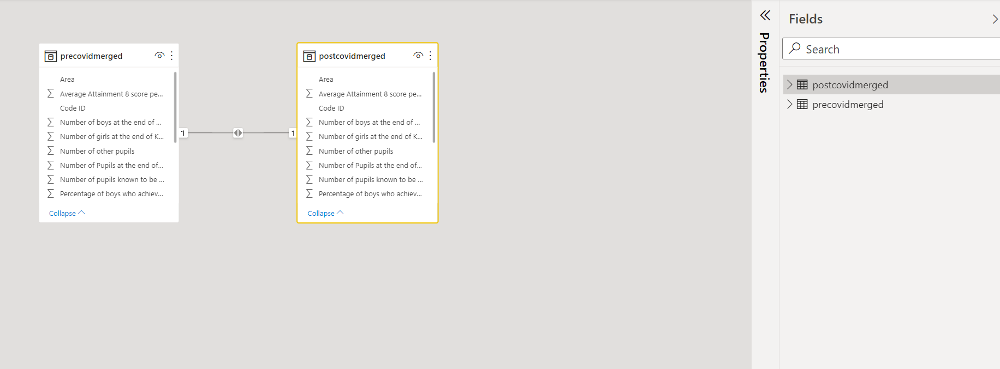 precovidmerged
Area
Average Attainment 8 score pe...
Code ID
Number of boys at the end of ...
Number of girls at the end of K...
Number of other pupils
Number of Pupils at the end of...
Number of pupils known to be ...
Percentage of boys who achiev...
Collapse
1
1
postcovidmerged
Area
Average Attainment 8 score pe...
Code ID
Number of boys at the end of ...
Number of girls at the end of K...
Number of other pupils
Number of Pupils at the end of...
Number of pupils known to be ...
Percentage of boys who achiev...
Collapse
Properties
Fields
Search
postcovidmerged
precovidmerged